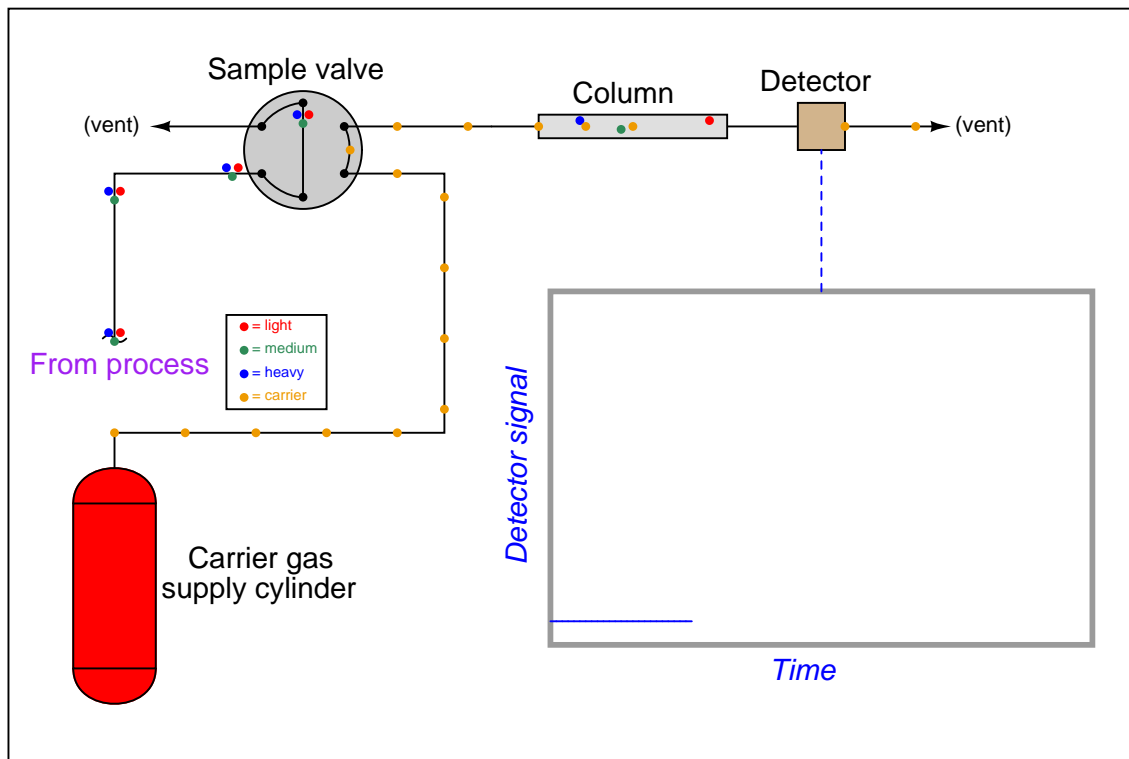 Sample valve
Column
Detector
(vent)
(vent)
= light
= medium
= heavy
= carrier
From process
Detector signal
Carrier gas
supply cylinder
Time